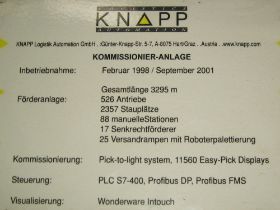 LOGISTICS
KNAPP
AUTOMATION
KNAPP Logistik Automation GmbH . :Günter-Knapp-Str. 5-7, A-8075 Hart/Graz . .Austria . . www.knapp.com
KOMMISSIONIER-ANLAGE
Inbetriebnahme: Februar 1998 / September 2001
Gesamtlänge 3295 m
Förderanlage: 526 Antriebe
2357 Stauplätze
88 manuelleStationen
17 Senkrechtförderer
25 Versandrampen mit Roboterpalettierung
Kommissionierung: Pick-to-light system, 11560 Easy-Pick Displays
Steuerung: PLC S7-400, Profibus DP, Profibus FMS
Visualisierung: Wonderware Intouch